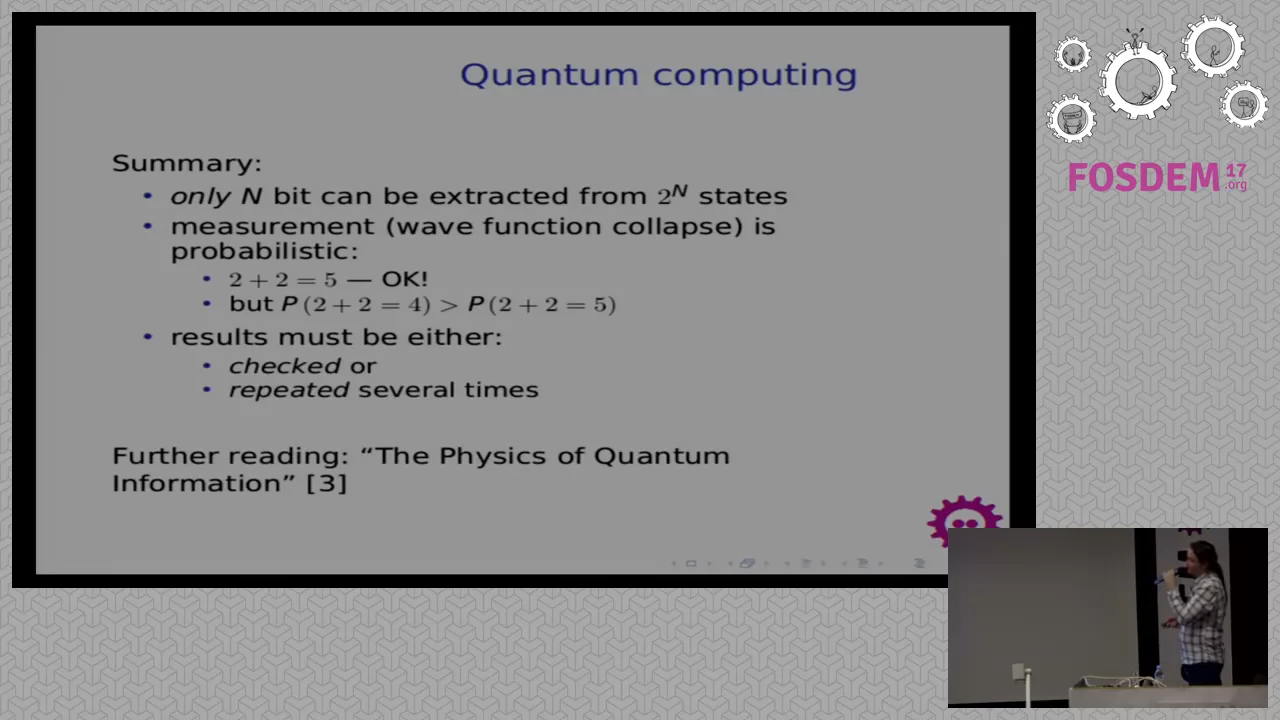 Quantum computing
Summary:
• only N bit can be extracted from 2^N states
• measurement (wave function collapse) is
probabilistic:
• 2 + 2 = 5 — OK!
• but P (2 + 2 = 4) > P (2 + 2 = 5)
• results must be either:
• checked or
• repeated several times
Further reading: “The Physics of Quantum
Information” [3]
FOSDEM 17
.org